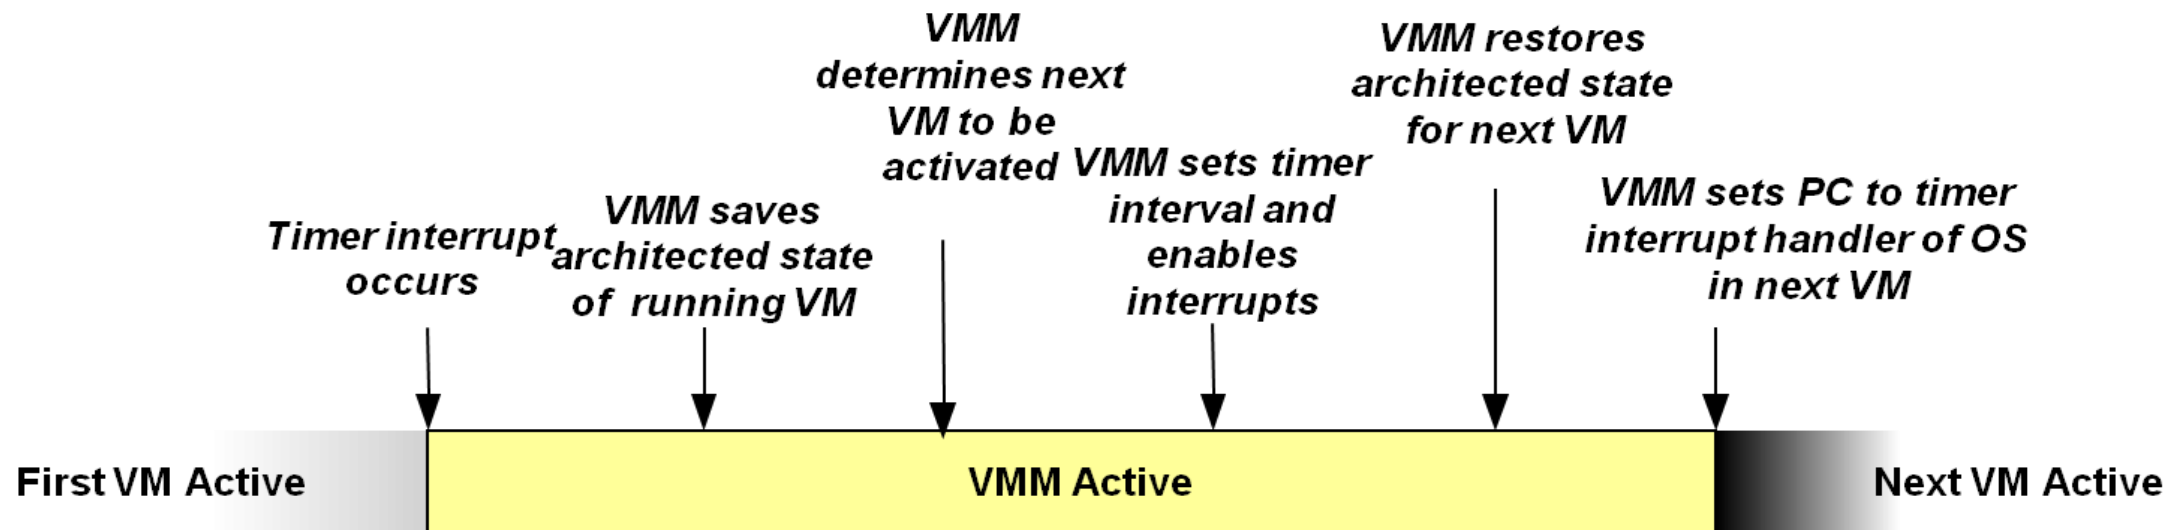 Timer interrupt
occurs
VMM saves
architected state
of running VM
VMM
determines next
VM to be
activated
VMM sets timer
interval and
enables
interrupts
VMM restores
architected state
for next VM
VMM sets PC to timer
interrupt handler of OS
in next VM
First VM Active
VMM Active
Next VM Active